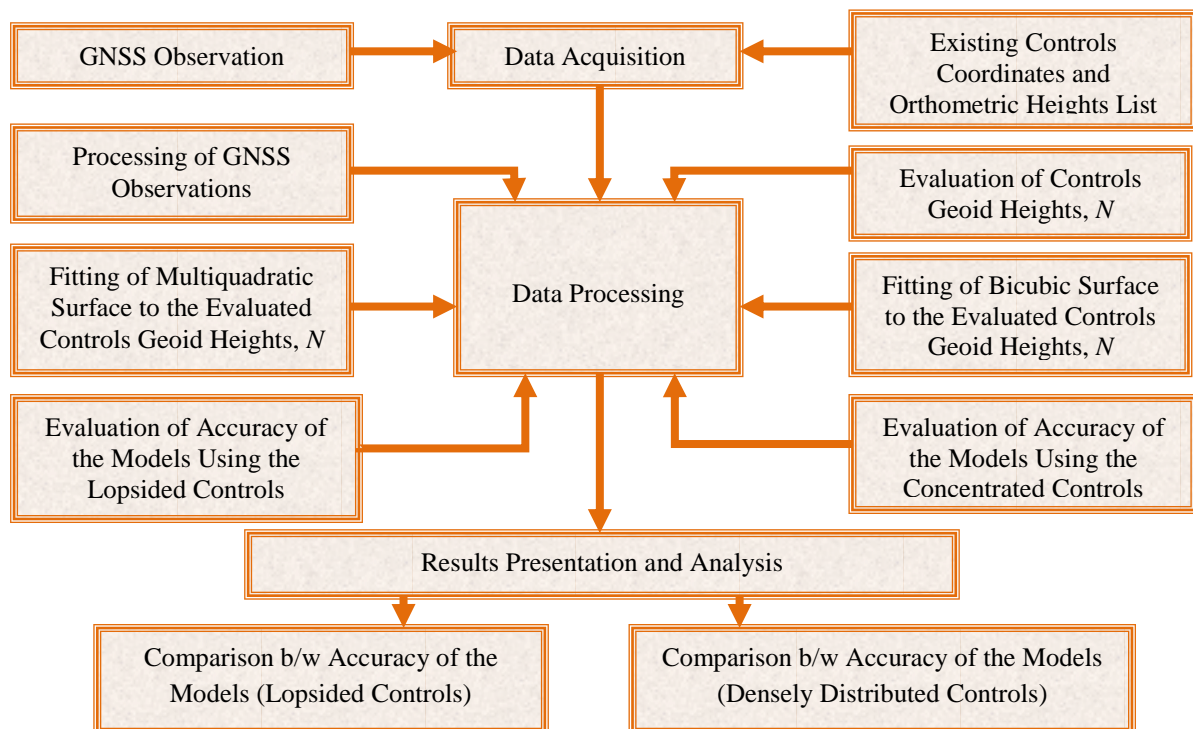 GNSS Observation
Data Acquisition
Existing Controls
Coordinates and
Orthometric Heights List
Processing of GNSS
Observations
Evaluation of Controls
Geoid Heights, N
Fitting of Multiquadratic
Surface to the Evaluated
Controls Geoid Heights, N
Data Processing
Fitting of Bicubic Surface
to the Evaluated Controls
Geoid Heights, N
Evaluation of Accuracy of
the Models Using the
Lopsided Controls
Evaluation of Accuracy of
the Models Using the
Concentrated Controls
Results Presentation and Analysis
Comparison b/w Accuracy of the
Models (Lopsided Controls)
Comparison b/w Accuracy of the Models
(Densely Distributed Controls)